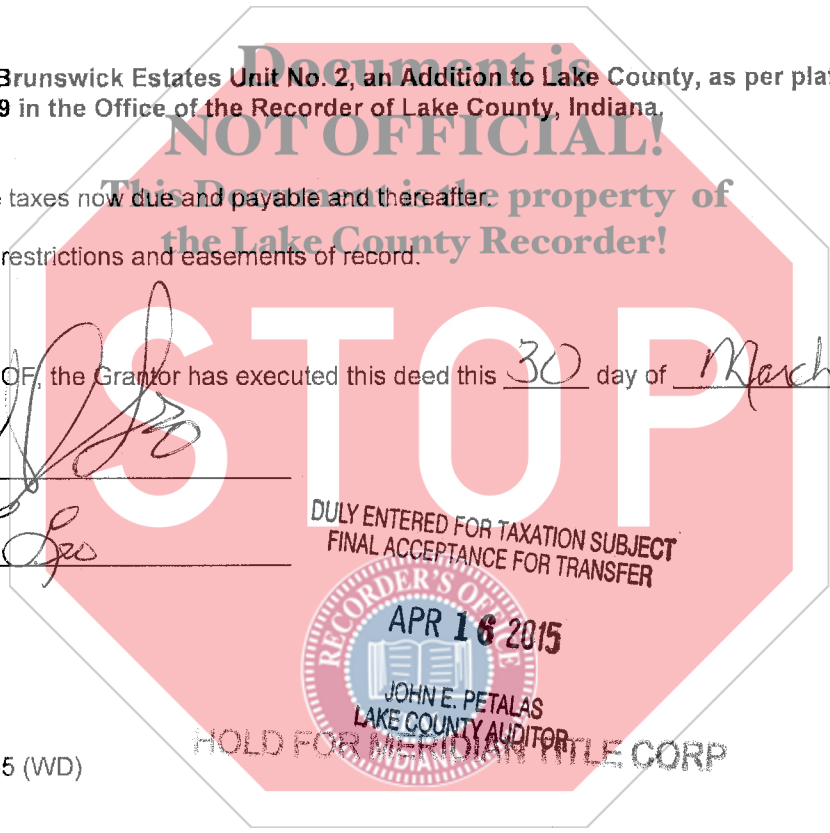 Document is
Brunswick Estates Unit No. 2, an Addition to Lake County, as per plat
9 in the Office of the Recorder of Lake County, Indiana.
NOT OFFICIAL!
taxes now due and payable and thereafter.
This Document is the property of
the Lake County Recorder!
restrictions and easements of record.
STOP
OF, the Grantor has executed this deed this 30 day of March
DULY ENTERED FOR TAXATION SUBJECT
FINAL ACCEPTANCE FOR TRANSFER
RECORDER'S OFFICE
APR 16 2015
JOHN E. PETALAS
LAKE COUNTY AUDITOR
INDIANA
HOLD FOR MERIDIAN TITLE CORP
5 (WD)